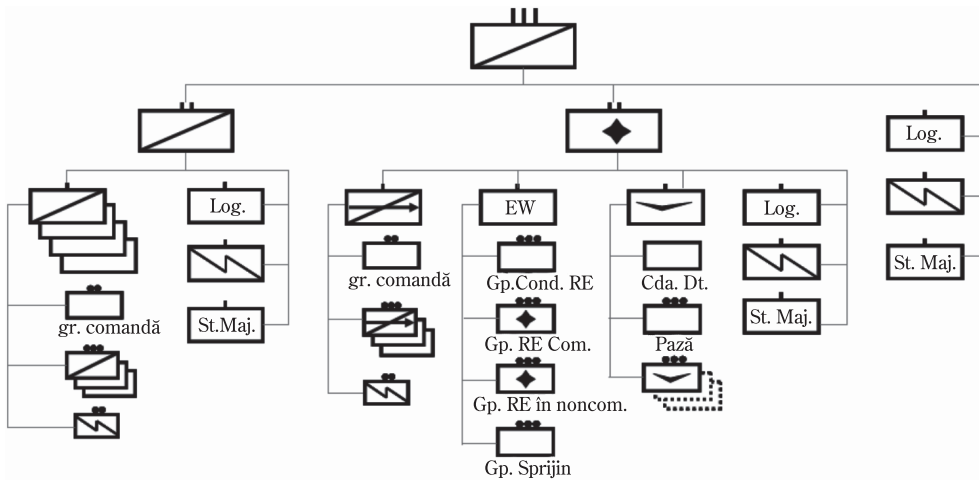 Log.
gr. comandă
St.Maj.
gr. comandă
EW
Gp.Cond. RE
Gp. RE Com.
Gp. RE în noncom.
Gp. Sprijin
Cda. Dt.
Pază
Log.
St. Maj.
Log.
St. Maj.